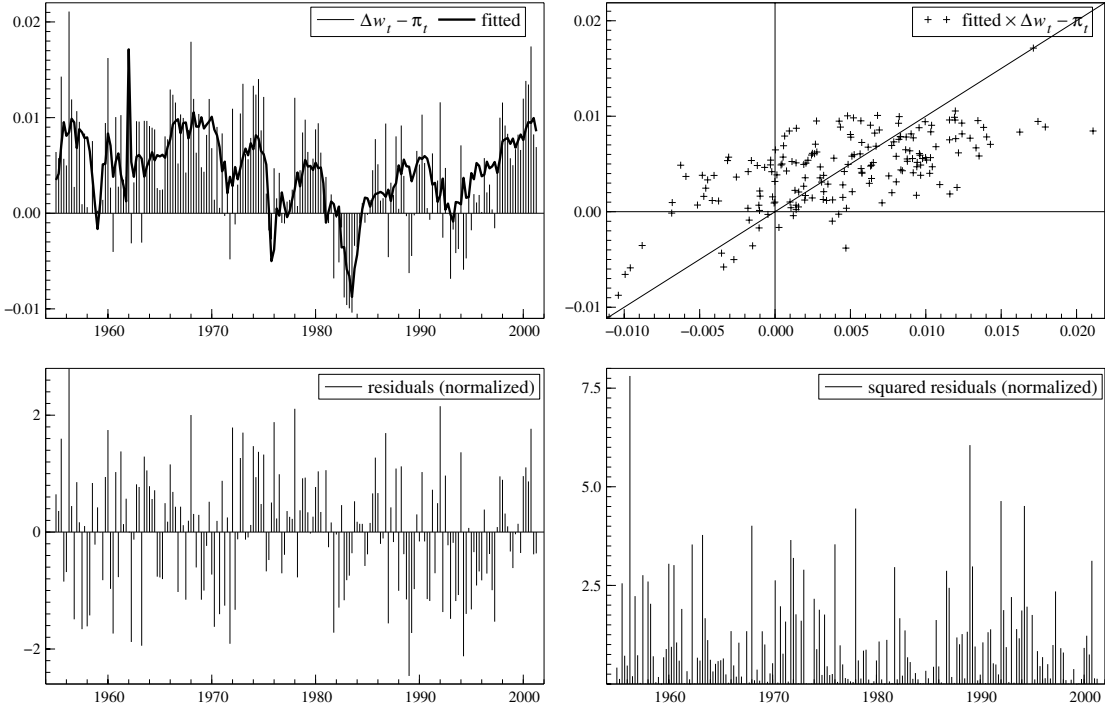 0.02
Δw_t − π_t fitted
0.01
0.00
−0.01
1960 1970 1980 1990 2000
0.02
fitted × Δw_t − π_t
0.01
0.00
−0.01
−0.010 −0.005 0.000 0.005 0.010 0.015 0.020
residuals (normalized)
2
0
−2
1960 1970 1980 1990 2000
7.5
squared residuals (normalized)
5.0
2.5
1960 1970 1980 1990 2000